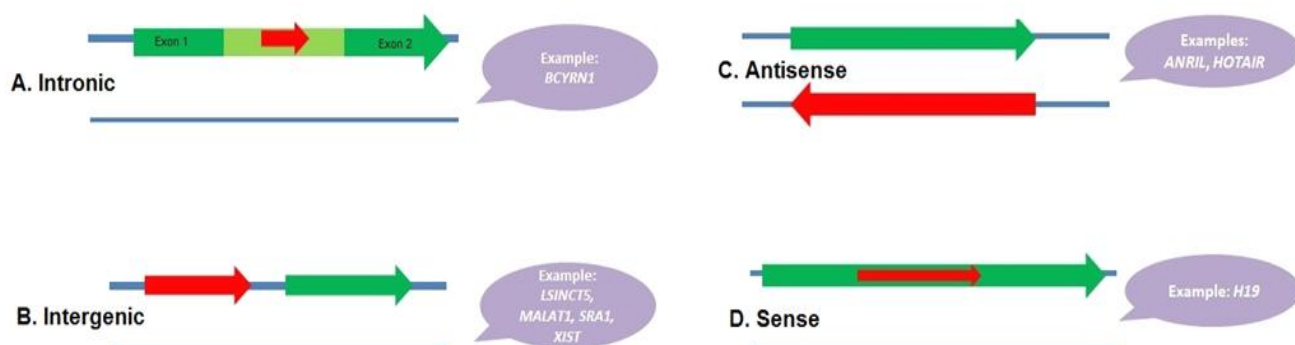 Exon 1
Exon 2
A. Intronic
Example:
BCYRN1
C. Antisense
Examples:
ANRIL, HOTAIR
B. Intergenic
Example:
LSINCT5,
MALAT1, SRA1,
XIST
D. Sense
Example: H19